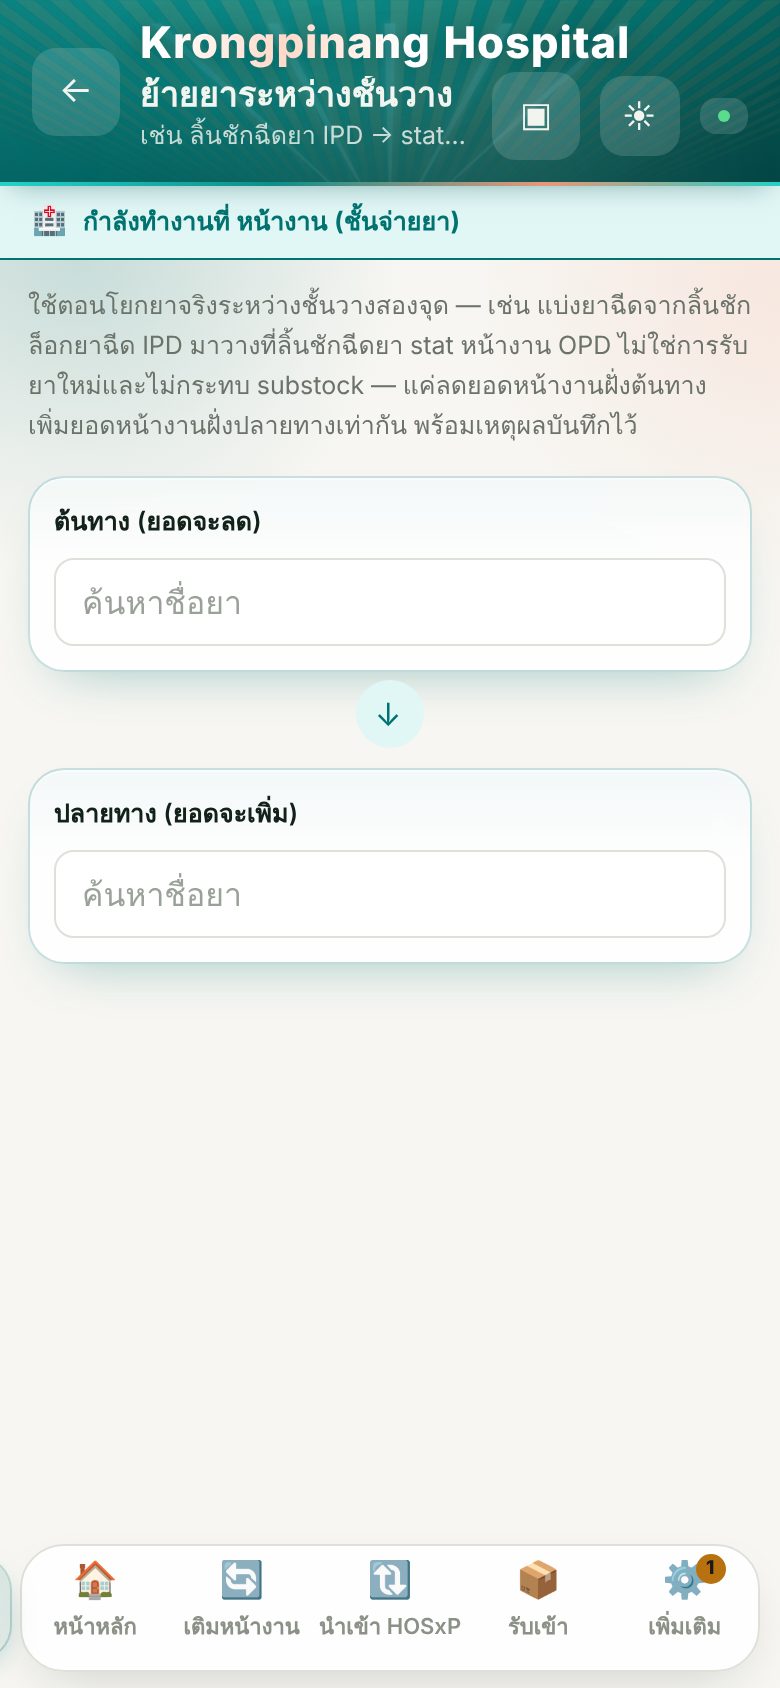 Krongpinang Hospital
ย้ายยาระหว่างชั้นวาง
เช่น ลิ้นชักฉีดยา IPD → stat...
กำลังทำงานที่ หน้างาน (ชั้นจ่ายยา)
ใช้ตอนโยกยาจริงระหว่างชั้นวางสองจุด — เช่น แบ่งยาฉีดจากลิ้นชัก
ล็อกยาฉีด IPD มาวางที่ลิ้นชักฉีดยา stat หน้างาน OPD ไม่ใช่การรับ
ยาใหม่และไม่กระทบ substock — แค่ลดยอดหน้างานฝั่งต้นทาง
เพิ่มยอดหน้างานฝั่งปลายทางเท่ากัน พร้อมเหตุผลบันทึกไว้
ต้นทาง (ยอดจะลด)
ค้นหาชื่อยา
↓
ปลายทาง (ยอดจะเพิ่ม)
ค้นหาชื่อยา
1
หน้าหลัก
เติมหน้างาน
นำเข้า HOSxP
รับเข้า
เพิ่มเติม